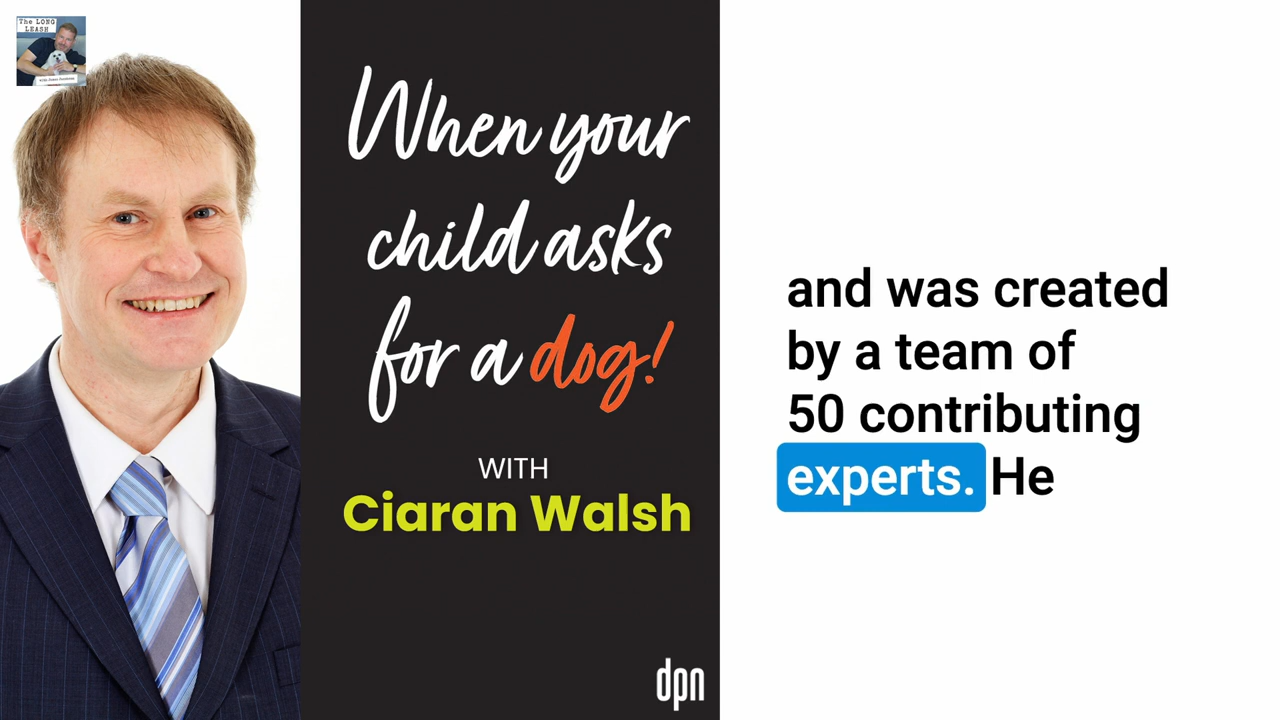 The LONG
LEASH
When your
child asks
for a dog!
WITH
Ciaran Walsh
dpn
and was created
by a team of
50 contributing
experts. He